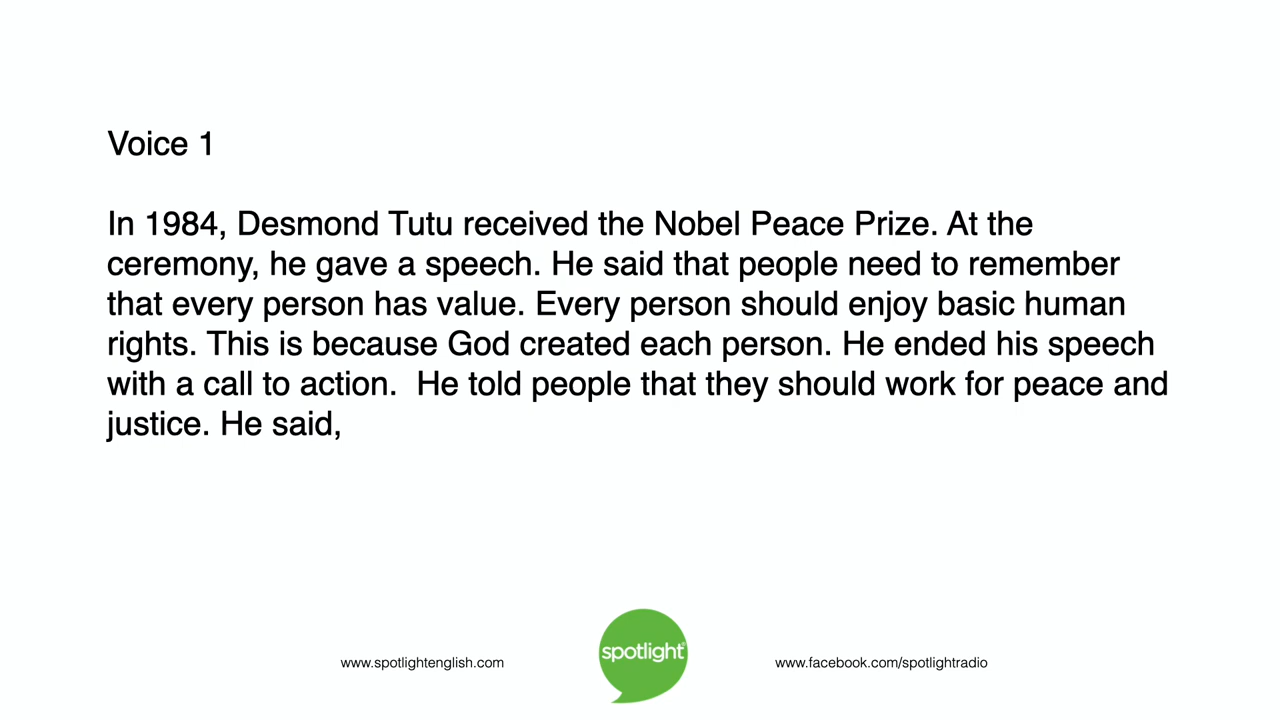 Voice 1
In 1984, Desmond Tutu received the Nobel Peace Prize. At the
ceremony, he gave a speech. He said that people need to remember
that every person has value. Every person should enjoy basic human
rights. This is because God created each person. He ended his speech
with a call to action.  He told people that they should work for peace and
justice. He said,
www.spotlightenglish.com
spotlight®
www.facebook.com/spotlightradio